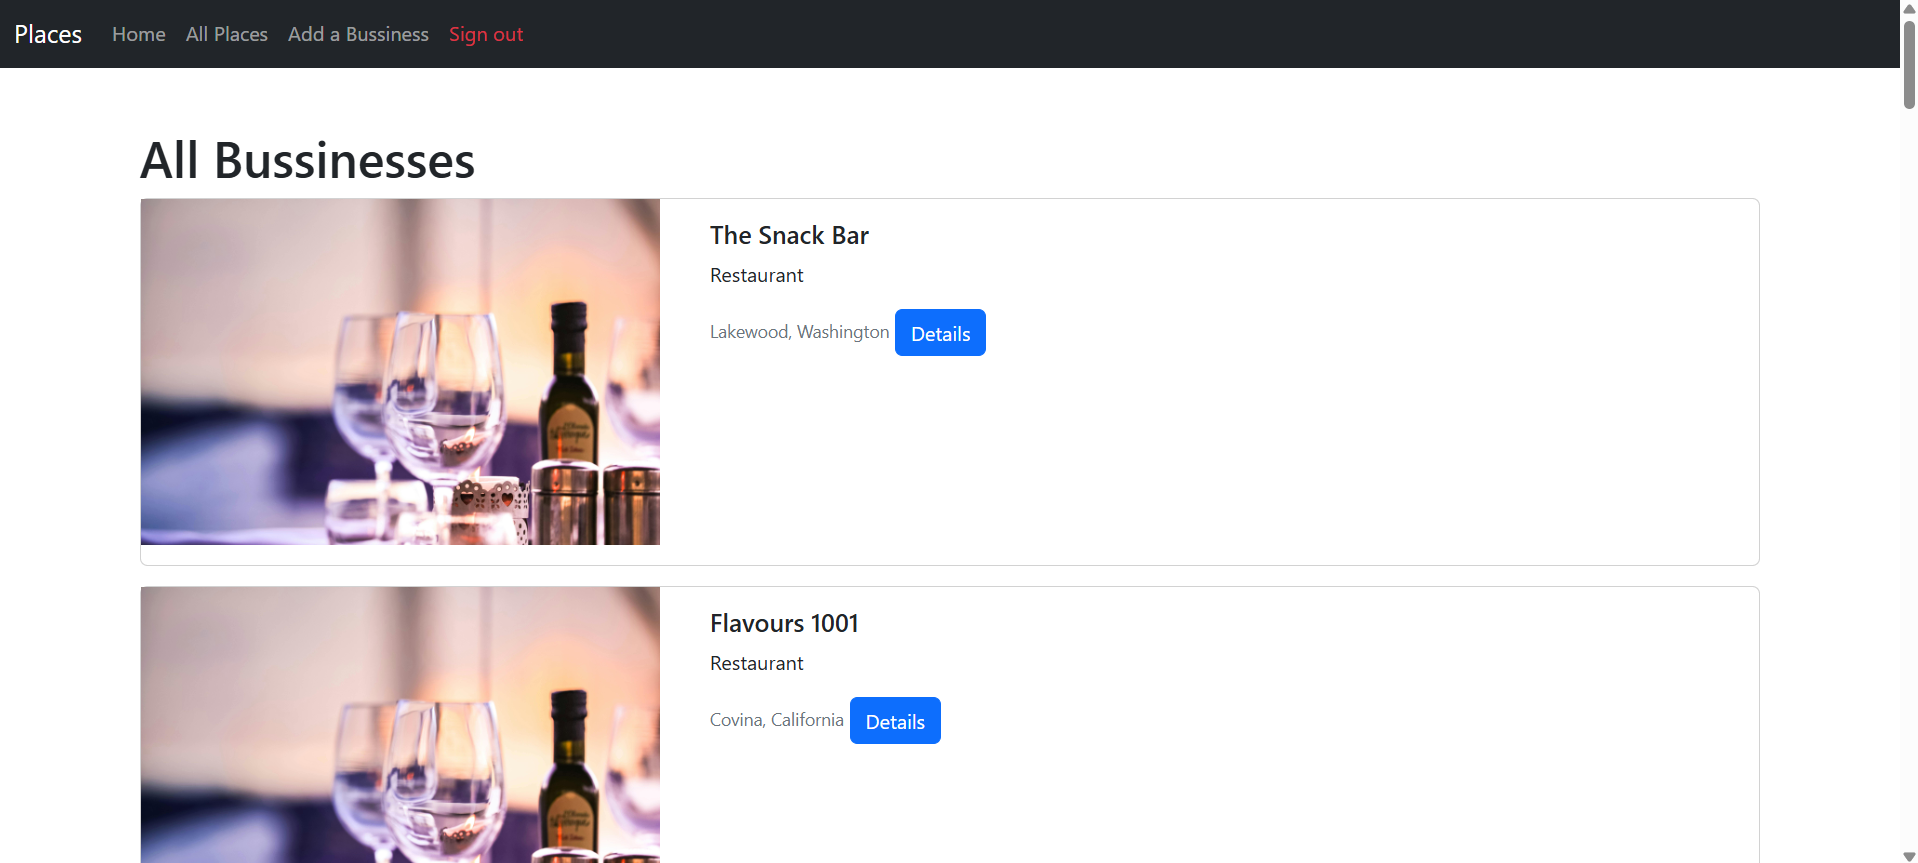 Places Home All Places Add a Bussiness Sign out
All Bussinesses
The Snack Bar
Restaurant
Lakewood, Washington Details
Flavours 1001
Restaurant
Covina, California Details